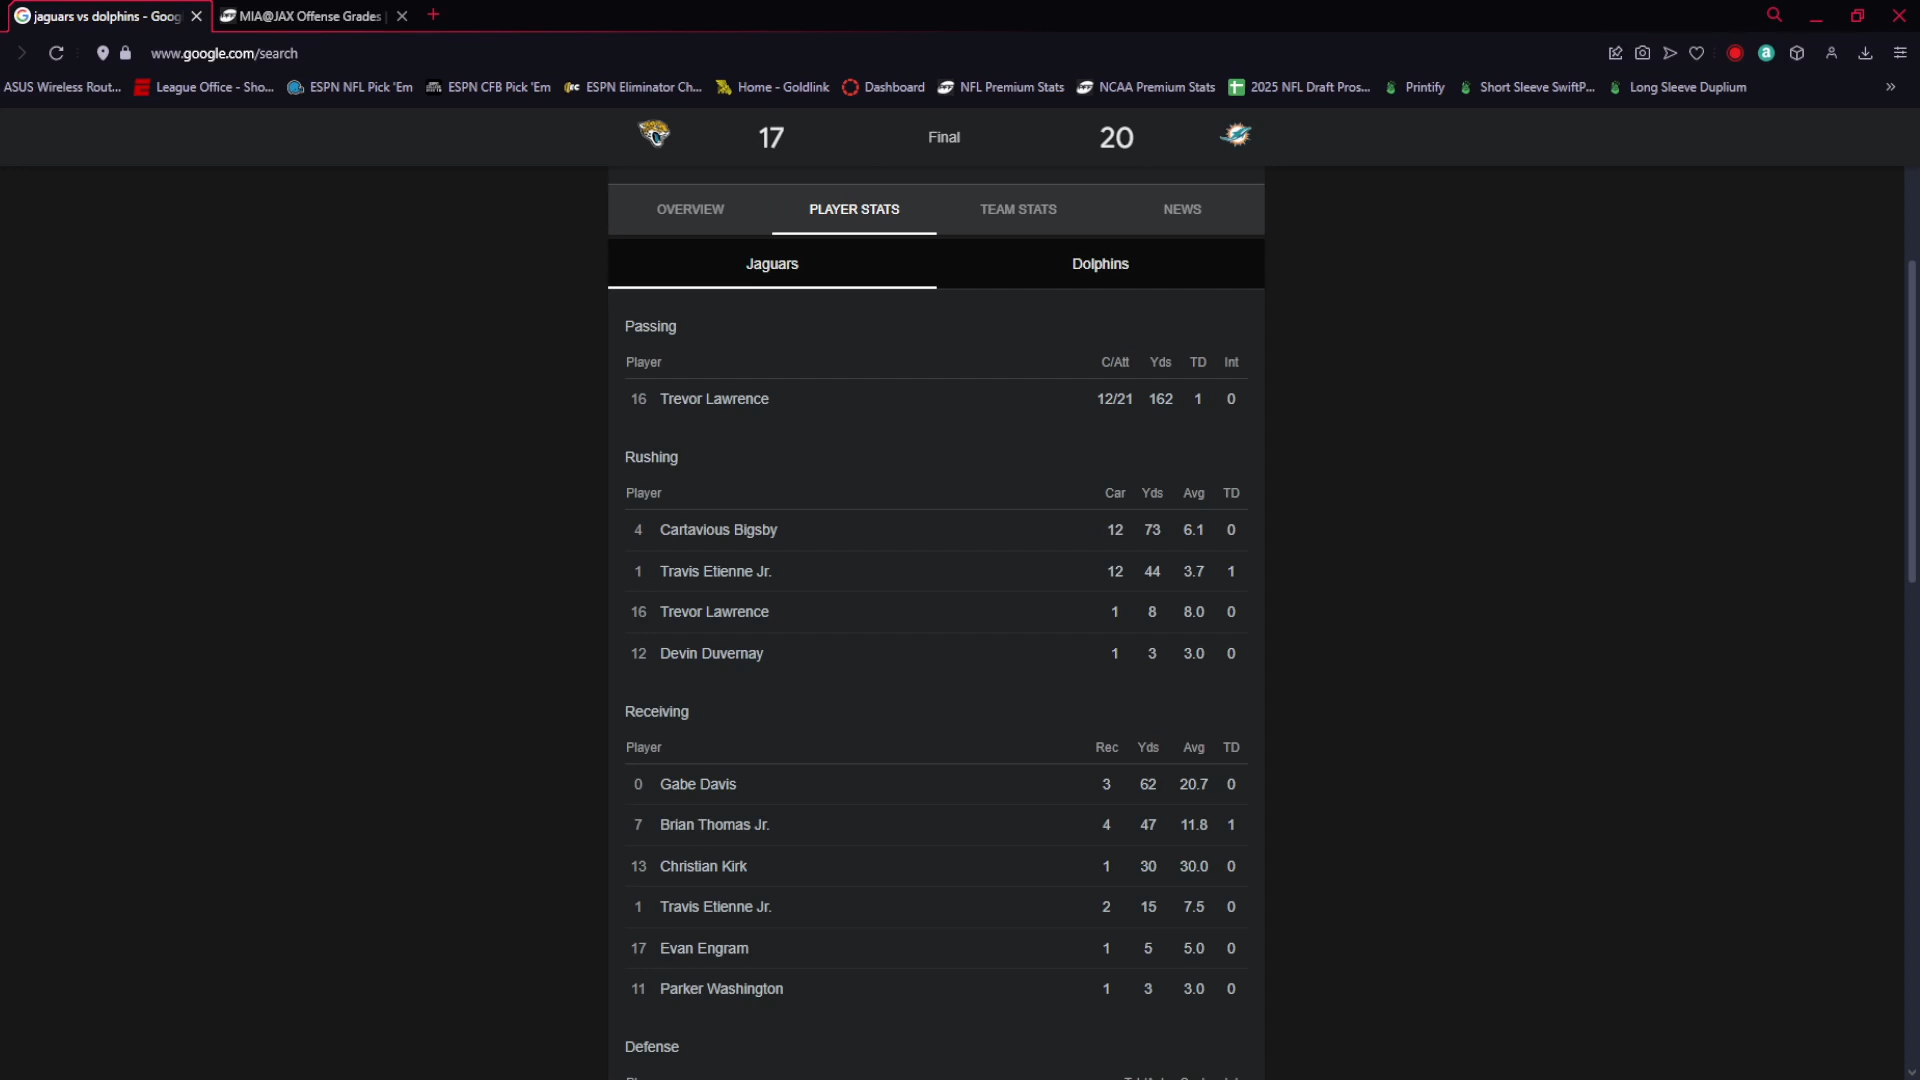 jaguars vs dolphins - Goog
MIA@JAX Offense Grades |
www.google.com/search
ASUS Wireless Rout... League Office - Sho... ESPN NFL Pick 'Em ESPN CFB Pick 'Em ESPN Eliminator Ch... Home - Goldlink Dashboard NFL Premium Stats NCAA Premium Stats 2025 NFL Draft Pros... Printify Short Sleeve SwiftP... Long Sleeve Duplium
17 Final 20
OVERVIEW PLAYER STATS TEAM STATS NEWS
Jaguars Dolphins
Passing
Player C/Att Yds TD Int
16 Trevor Lawrence 12/21 162 1 0
Rushing
Player Car Yds Avg TD
4 Cartavious Bigsby 12 73 6.1 0
1 Travis Etienne Jr. 12 44 3.7 1
16 Trevor Lawrence 1 8 8.0 0
12 Devin Duvernay 1 3 3.0 0
Receiving
Player Rec Yds Avg TD
0 Gabe Davis 3 62 20.7 0
7 Brian Thomas Jr. 4 47 11.8 1
13 Christian Kirk 1 30 30.0 0
1 Travis Etienne Jr. 2 15 7.5 0
17 Evan Engram 1 5 5.0 0
11 Parker Washington 1 3 3.0 0
Defense